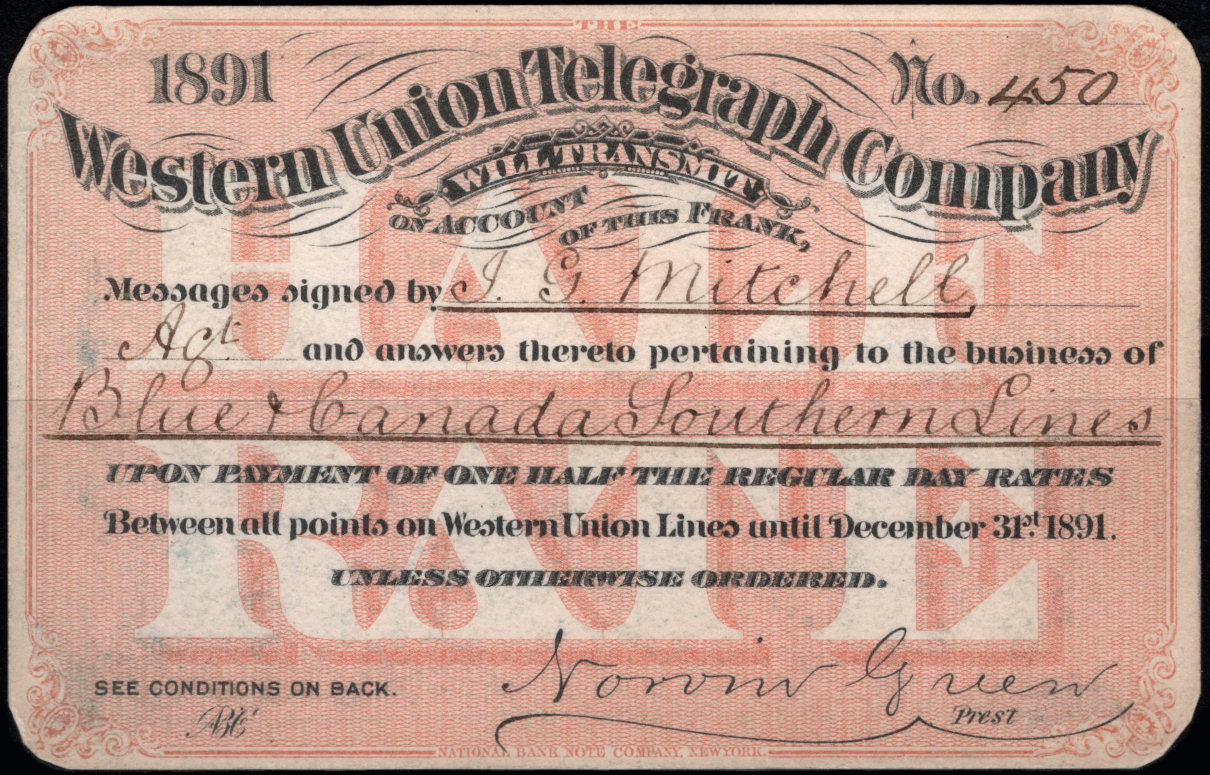 THE
1891
No. 450
Western Union Telegraph Company
WILL TRANSMIT
ON ACCOUNT OF THIS FRANK,
HALF
Messages signed by J. G. Mitchell,
Agt and answers thereto pertaining to the business of
Blue & Canada Southern Lines
UPON PAYMENT OF ONE HALF THE REGULAR DAY RATES
RATE
Between all points on Western Union Lines until December 31st 1891.
UNLESS OTHERWISE ORDERED.
SEE CONDITIONS ON BACK.
Norvin Green
Prest
NATIONAL BANK NOTE COMPANY, NEW YORK.